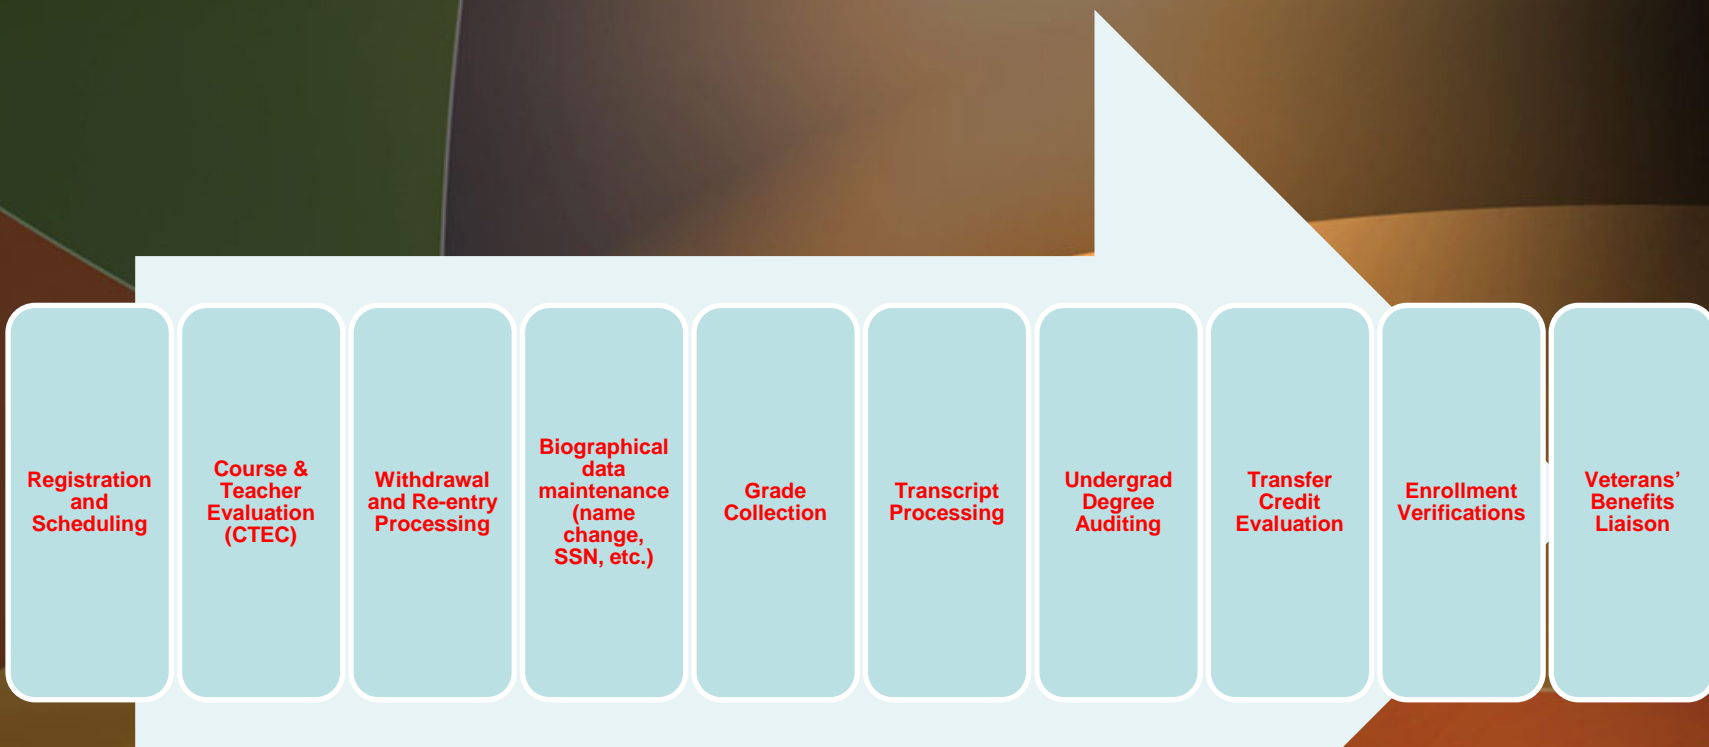 Registration
and
Scheduling
Course &
Teacher
Evaluation
(CTEC)
Withdrawal
and Re-entry
Processing
Biographical
data
maintenance
(name
change,
SSN, etc.)
Grade
Collection
Transcript
Processing
Undergrad
Degree
Auditing
Transfer
Credit
Evaluation
Enrollment
Verifications
Veterans’
Benefits
Liaison